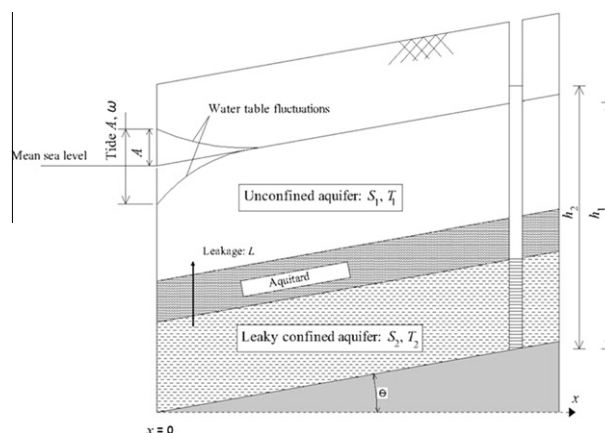 Water table fluctuations
Tide A, ω
A
Mean sea level
Unconfined aquifer: S₁, T₁
h₂
h₁
Leakage: L
Aquitard
Leaky confined aquifer: S₂, T₂
Θ
x
x = 0